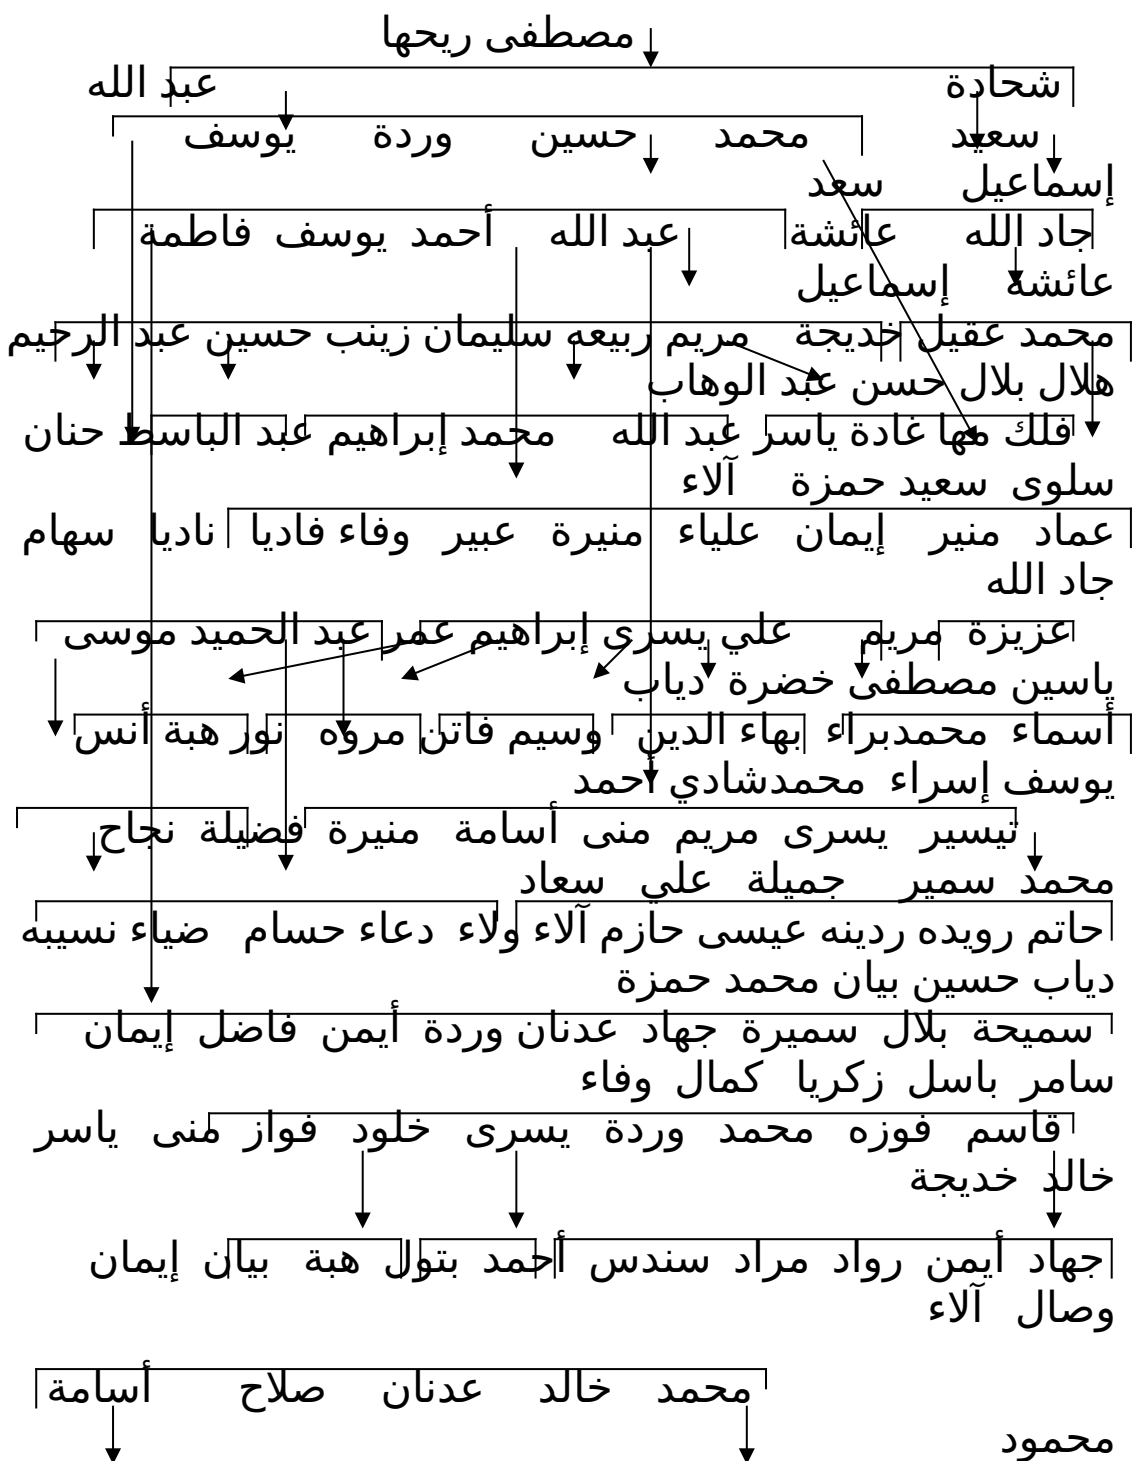 مصطفى ريحها
شحادة عبد الله
سعيد محمد حسين وردة يوسف
إسماعيل سعد
جاد الله عائشة عبد الله أحمد يوسف فاطمة
عائشة إسماعيل
محمد عقيل خديجة مريم ربيعه سليمان زينب حسين عبد الرحيم
هلال بلال حسن عبد الوهاب
فلك مها غادة ياسر عبد الله محمد إبراهيم عبد الباسط حنان
سلوى سعيد حمزة آلاء
عماد منير إيمان علياء منيرة عبير وفاء فاديا ناديا سهام
جاد الله
عزيزة مريم علي يسرى إبراهيم عمر عبد الحميد موسى
ياسين مصطفى خضرة دياب
أسماء محمدبراء بهاء الدين وسيم فاتن مروه نور هبة أنس
يوسف إسراء محمدشادي أحمد
تيسير يسرى مريم منى أسامة منيرة فضيلة نجاح
محمد سمير جميلة علي سعاد
حاتم رويده ردينه عيسى حازم آلاء ولاء دعاء حسام ضياء نسيبه
دياب حسين بيان محمد حمزة
سميحة بلال سميرة جهاد عدنان وردة أيمن فاضل إيمان
سامر باسل زكريا كمال وفاء
قاسم فوزه محمد وردة يسرى خلود فواز منى ياسر
خالد خديجة
جهاد أيمن رواد مراد سندس أحمد بتول هبة بيان إيمان
وصال آلاء
محمد خالد عدنان صلاح أسامة
محمود